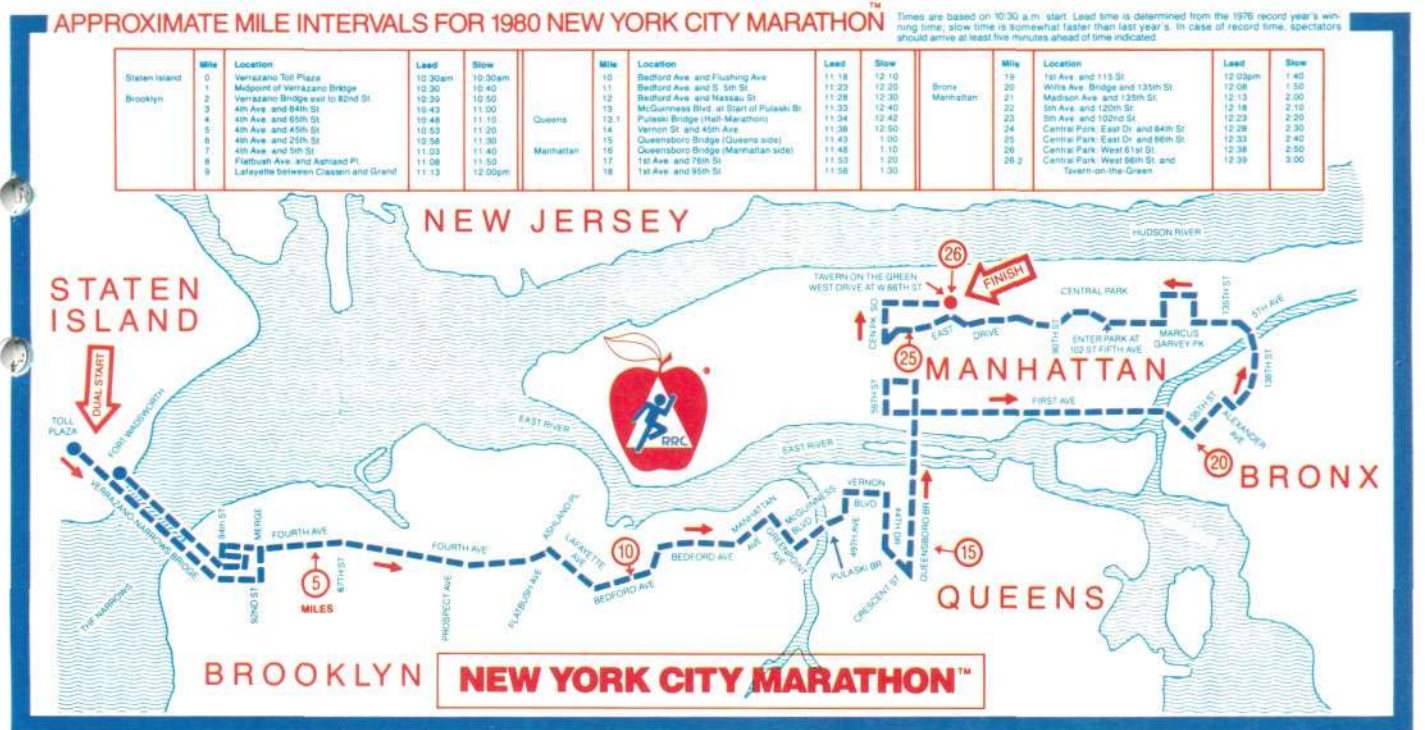 APPROXIMATE MILE INTERVALS FOR 1980 NEW YORK CITY MARATHON™
Times are based on 10:30 a.m. start. Lead time is determined from the 1976 record year's win-
ning time; slow time is somewhat faster than last year's. In case of record time, spectators
should arrive at least five minutes ahead of time indicated.
Mile Location Lead Slow
Staten Island 0 Verrazano Toll Plaza 10:30am 10:30am
1 Midpoint of Verrazano Bridge 10:30 10:40
Brooklyn 2 Verrazano Bridge exit to 92nd St. 10:39 10:50
3 4th Ave. and 84th St. 10:43 11:00
4 4th Ave. and 65th St. 10:48 11:10
5 4th Ave. and 45th St. 10:53 11:20
6 4th Ave. and 25th St. 10:58 11:30
7 4th Ave. and 5th St. 11:03 11:40
8 Flatbush Ave. and Ashland Pl. 11:08 11:50
9 Lafayette between Classon and Grand 11:13 12:00pm
Mile Location Lead Slow
10 Bedford Ave. and Flushing Ave. 11:18 12:10
11 Bedford Ave. and S. 5th St. 11:23 12:20
12 Bedford Ave. and Nassau St. 11:28 12:30
13 McGuinness Blvd. at Start of Pulaski Br. 11:33 12:40
Queens 13.1 Pulaski Bridge (Half-Marathon) 11:34 12:42
14 Vernon St. and 45th Ave. 11:38 12:50
15 Queensboro Bridge (Queens side) 11:43 1:00
Manhattan 16 Queensboro Bridge (Manhattan side) 11:48 1:10
17 1st Ave. and 76th St. 11:53 1:20
18 1st Ave. and 95th St. 11:58 1:30
Mile Location Lead Slow
19 1st Ave. and 115 St. 12:03pm 1:40
Bronx 20 Willis Ave. Bridge and 135th St. 12:08 1:50
Manhattan 21 Madison Ave. and 135th St. 12:13 2:00
22 5th Ave. and 120th St. 12:18 2:10
23 5th Ave. and 102nd St. 12:23 2:20
24 Central Park: East Dr. and 84th St. 12:28 2:30
25 Central Park: East Dr. and 66th St. 12:33 2:40
26 Central Park: West 61st St. 12:38 2:50
26.2 Central Park: West 66th St. and 12:39 3:00
Tavern-on-the-Green
NEW JERSEY
HUDSON RIVER
STATEN
ISLAND
DUAL START
TOLL
PLAZA
FORT WADSWORTH
VERRAZANO-NARROWS BRIDGE
THE NARROWS
84th ST
MERGE
92ND ST
FOURTH AVE
5
MILES
67TH ST
FOURTH AVE
PROSPECT AVE
FLATBUSH AVE
ASHLAND PL
LAFAYETTE
AVE
10
BEDFORD AVE
BEDFORD AVE
MANHATTAN
AVE
GREENPOINT
AVE
McGUINNESS
BLVD
PULASKI BR
49TH AVE
VERNON
BLVD
44TH DR
CRESCENT ST
QUEENSBORO BR
15
QUEENS
EAST RIVER
EAST RIVER
RRC
®
59TH ST
FIRST AVE
MANHATTAN
135TH ST
ALEXANDER
AVE
20
BRONX
138TH ST
5TH AVE
135TH ST
MARCUS
GARVEY PK
CENTRAL PARK
ENTER PARK AT
102 ST FIFTH AVE
90TH ST
EAST DRIVE
25
CEN PK SO
TAVERN ON THE GREEN
WEST DRIVE AT W 66TH ST
26
FINISH
BROOKLYN
NEW YORK CITY MARATHON™